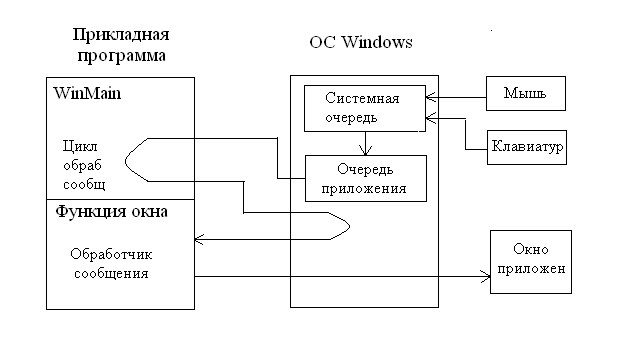 Прикладная
программа
ОС Windows
WinMain
Цикл
обраб
сообщ
Функция окна
Обработчик
сообщения
Системная
очередь
Очередь
приложения
Мышь
Клавиатур
Окно
приложен